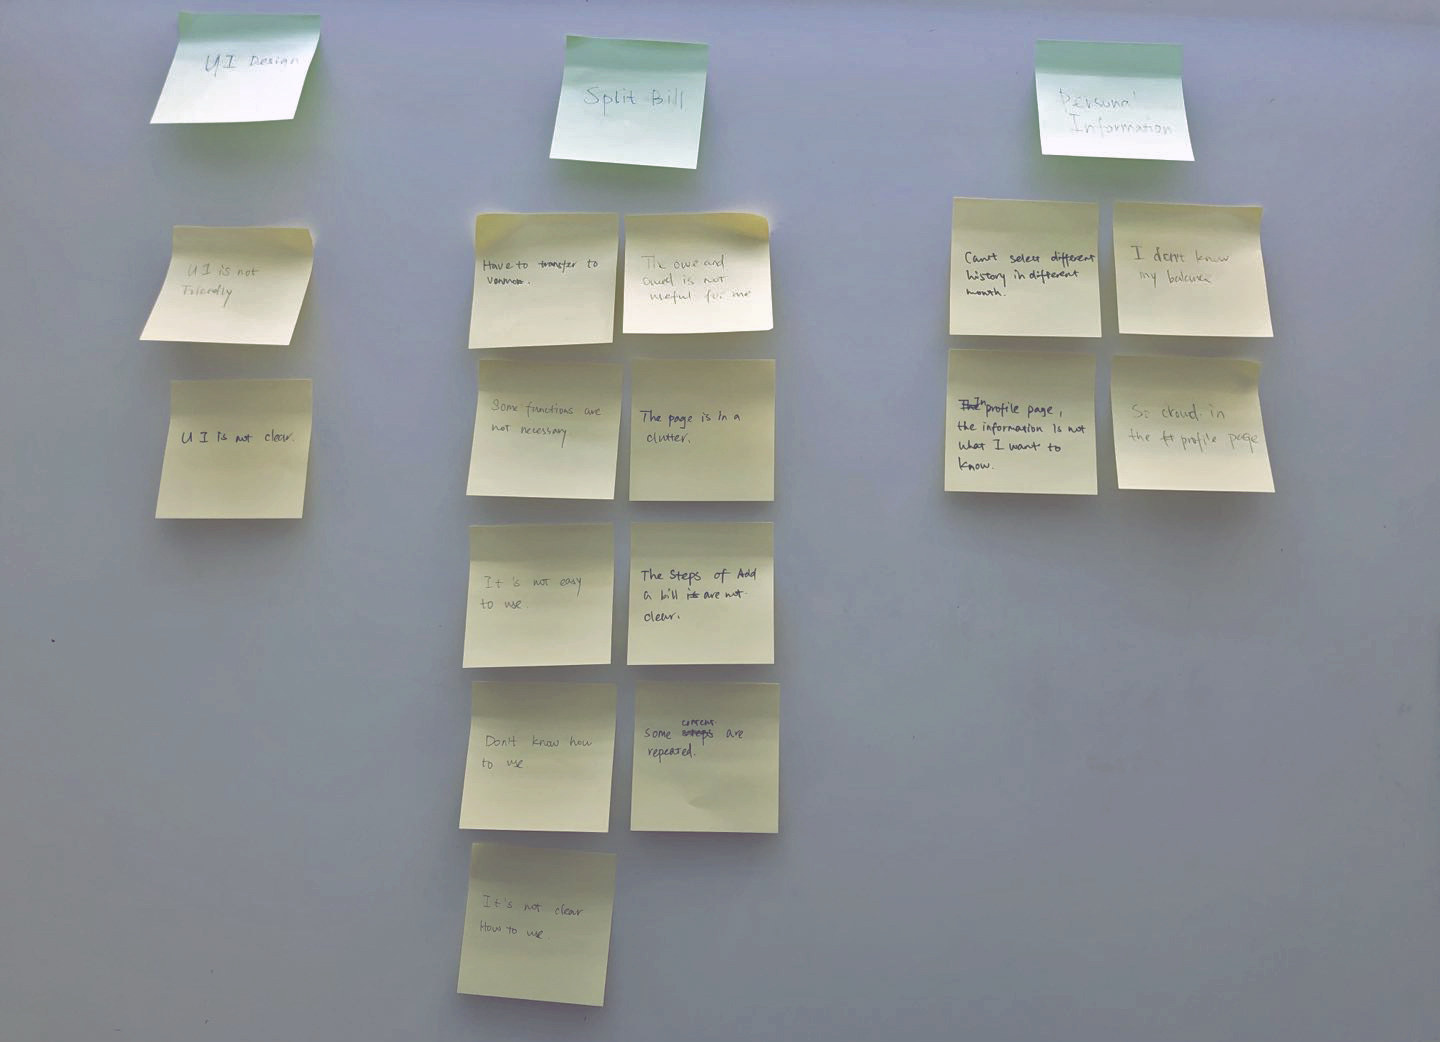 UI Design
Split Bill
Personal
Information
UI is not
UI is not clear.
Have to transfer to
venmo.
The owe and
owed is not
useful for me
Some functions are
not necessary
The page is in a
clutter.
It's not easy
to use.
The steps of Add
a bill are not
clear.
Don't know how
to use
Some content are
repeated.
It's not clear
How to use.
Can't select different
history in different
month.
I don't know
my balance
In profile page,
the information is not
what I want to
know.
So croud in
the profile page